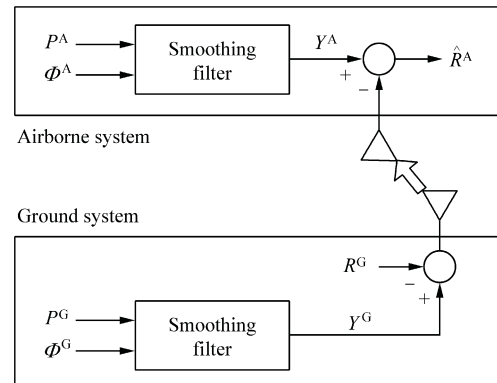 P^A
Φ^A
Smoothing
filter
Y^A
+
−
R̂^A
Airborne system
Ground system
R^G
−
+
P^G
Φ^G
Smoothing
filter
Y^G